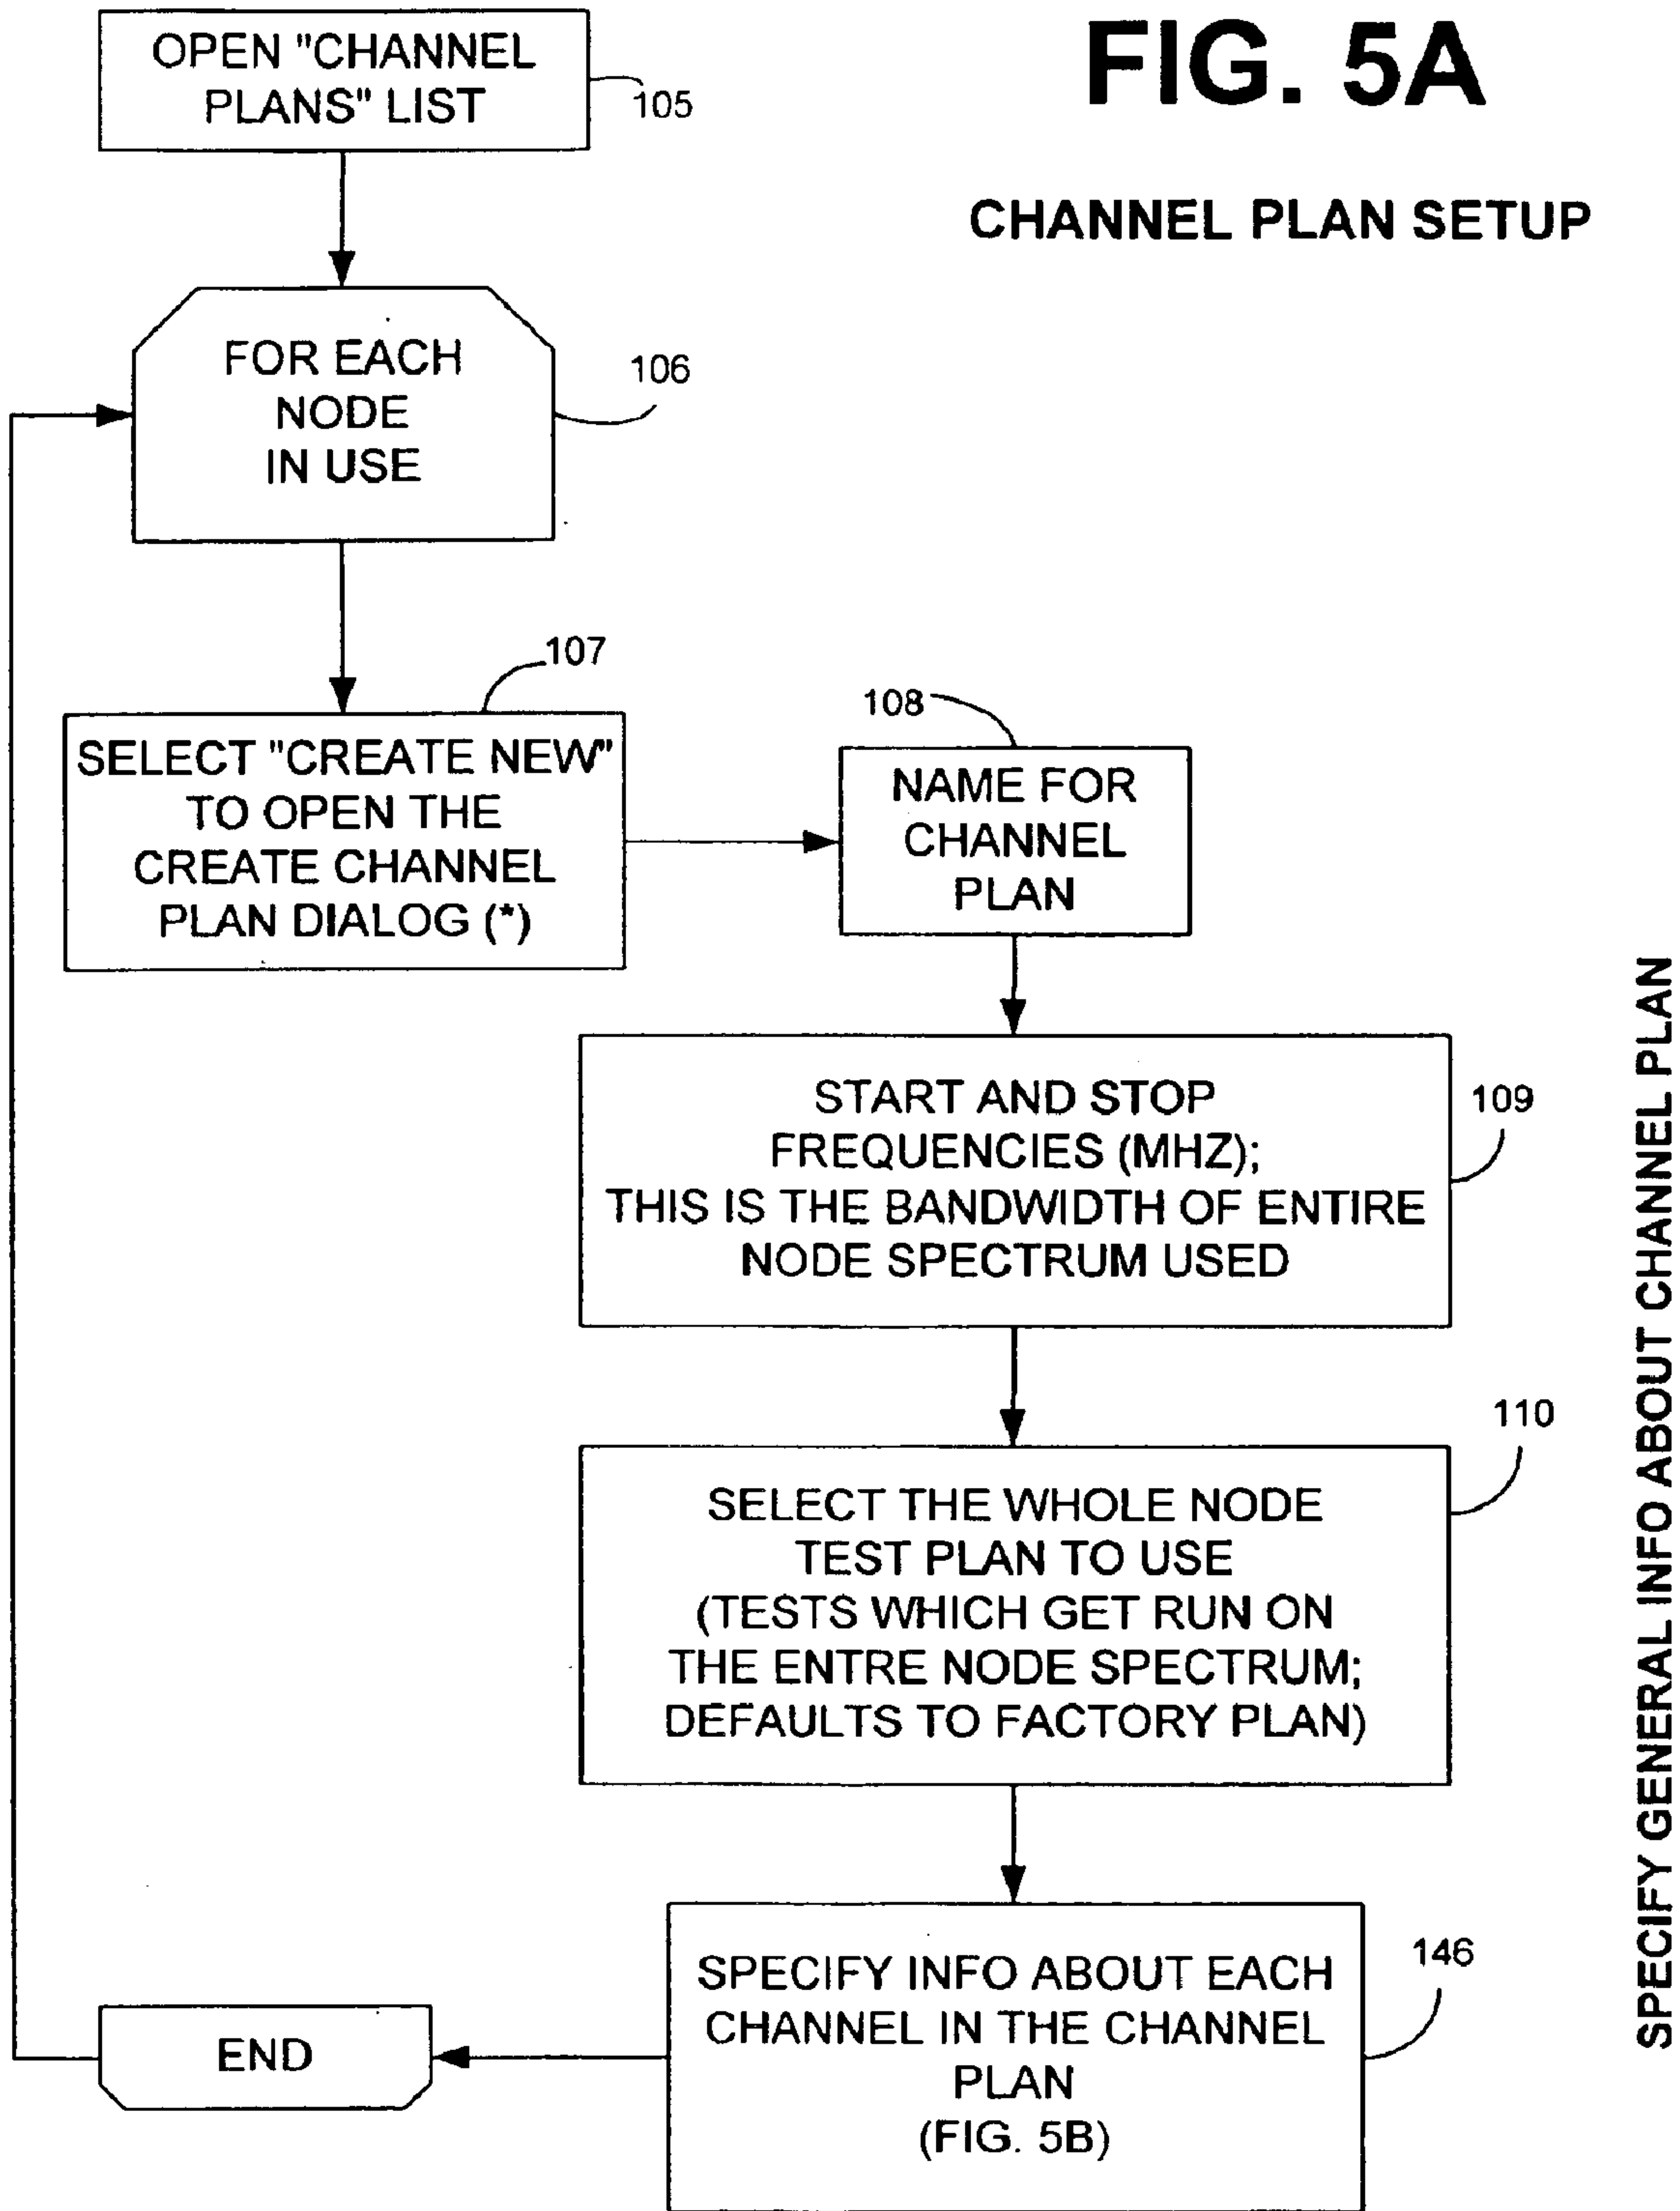 FIG. 5A
CHANNEL PLAN SETUP
OPEN "CHANNEL
PLANS" LIST
105
FOR EACH
NODE
IN USE
106
107
SELECT "CREATE NEW"
TO OPEN THE
CREATE CHANNEL
PLAN DIALOG (*)
108
NAME FOR
CHANNEL
PLAN
START AND STOP
FREQUENCIES (MHZ);
THIS IS THE BANDWIDTH OF ENTIRE
NODE SPECTRUM USED
109
110
SELECT THE WHOLE NODE
TEST PLAN TO USE
(TESTS WHICH GET RUN ON
THE ENTRE NODE SPECTRUM;
DEFAULTS TO FACTORY PLAN)
SPECIFY INFO ABOUT EACH
CHANNEL IN THE CHANNEL
PLAN
(FIG. 5B)
146
END
SPECIFY GENERAL INFO ABOUT CHANNEL PLAN